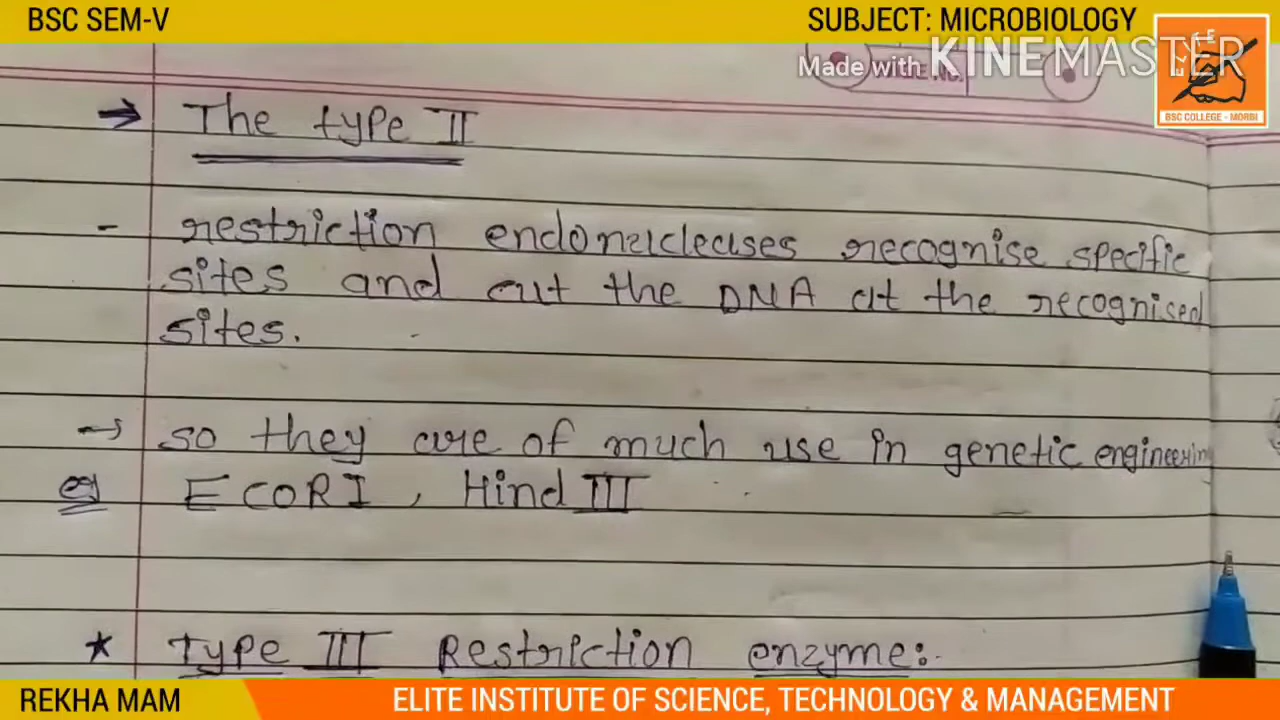 BSC SEM-V
SUBJECT: MICROBIOLOGY
Made with KINEMASTER
BSC COLLEGE - MORBI
→ The type II
- restriction endonucleases recognise specific
sites and cut the DNA at the recognised
sites.
→ so they are of much use in genetic engineering
eg ECORI, Hind III
* Type III Restriction enzyme:-
REKHA MAM
ELITE INSTITUTE OF SCIENCE, TECHNOLOGY & MANAGEMENT